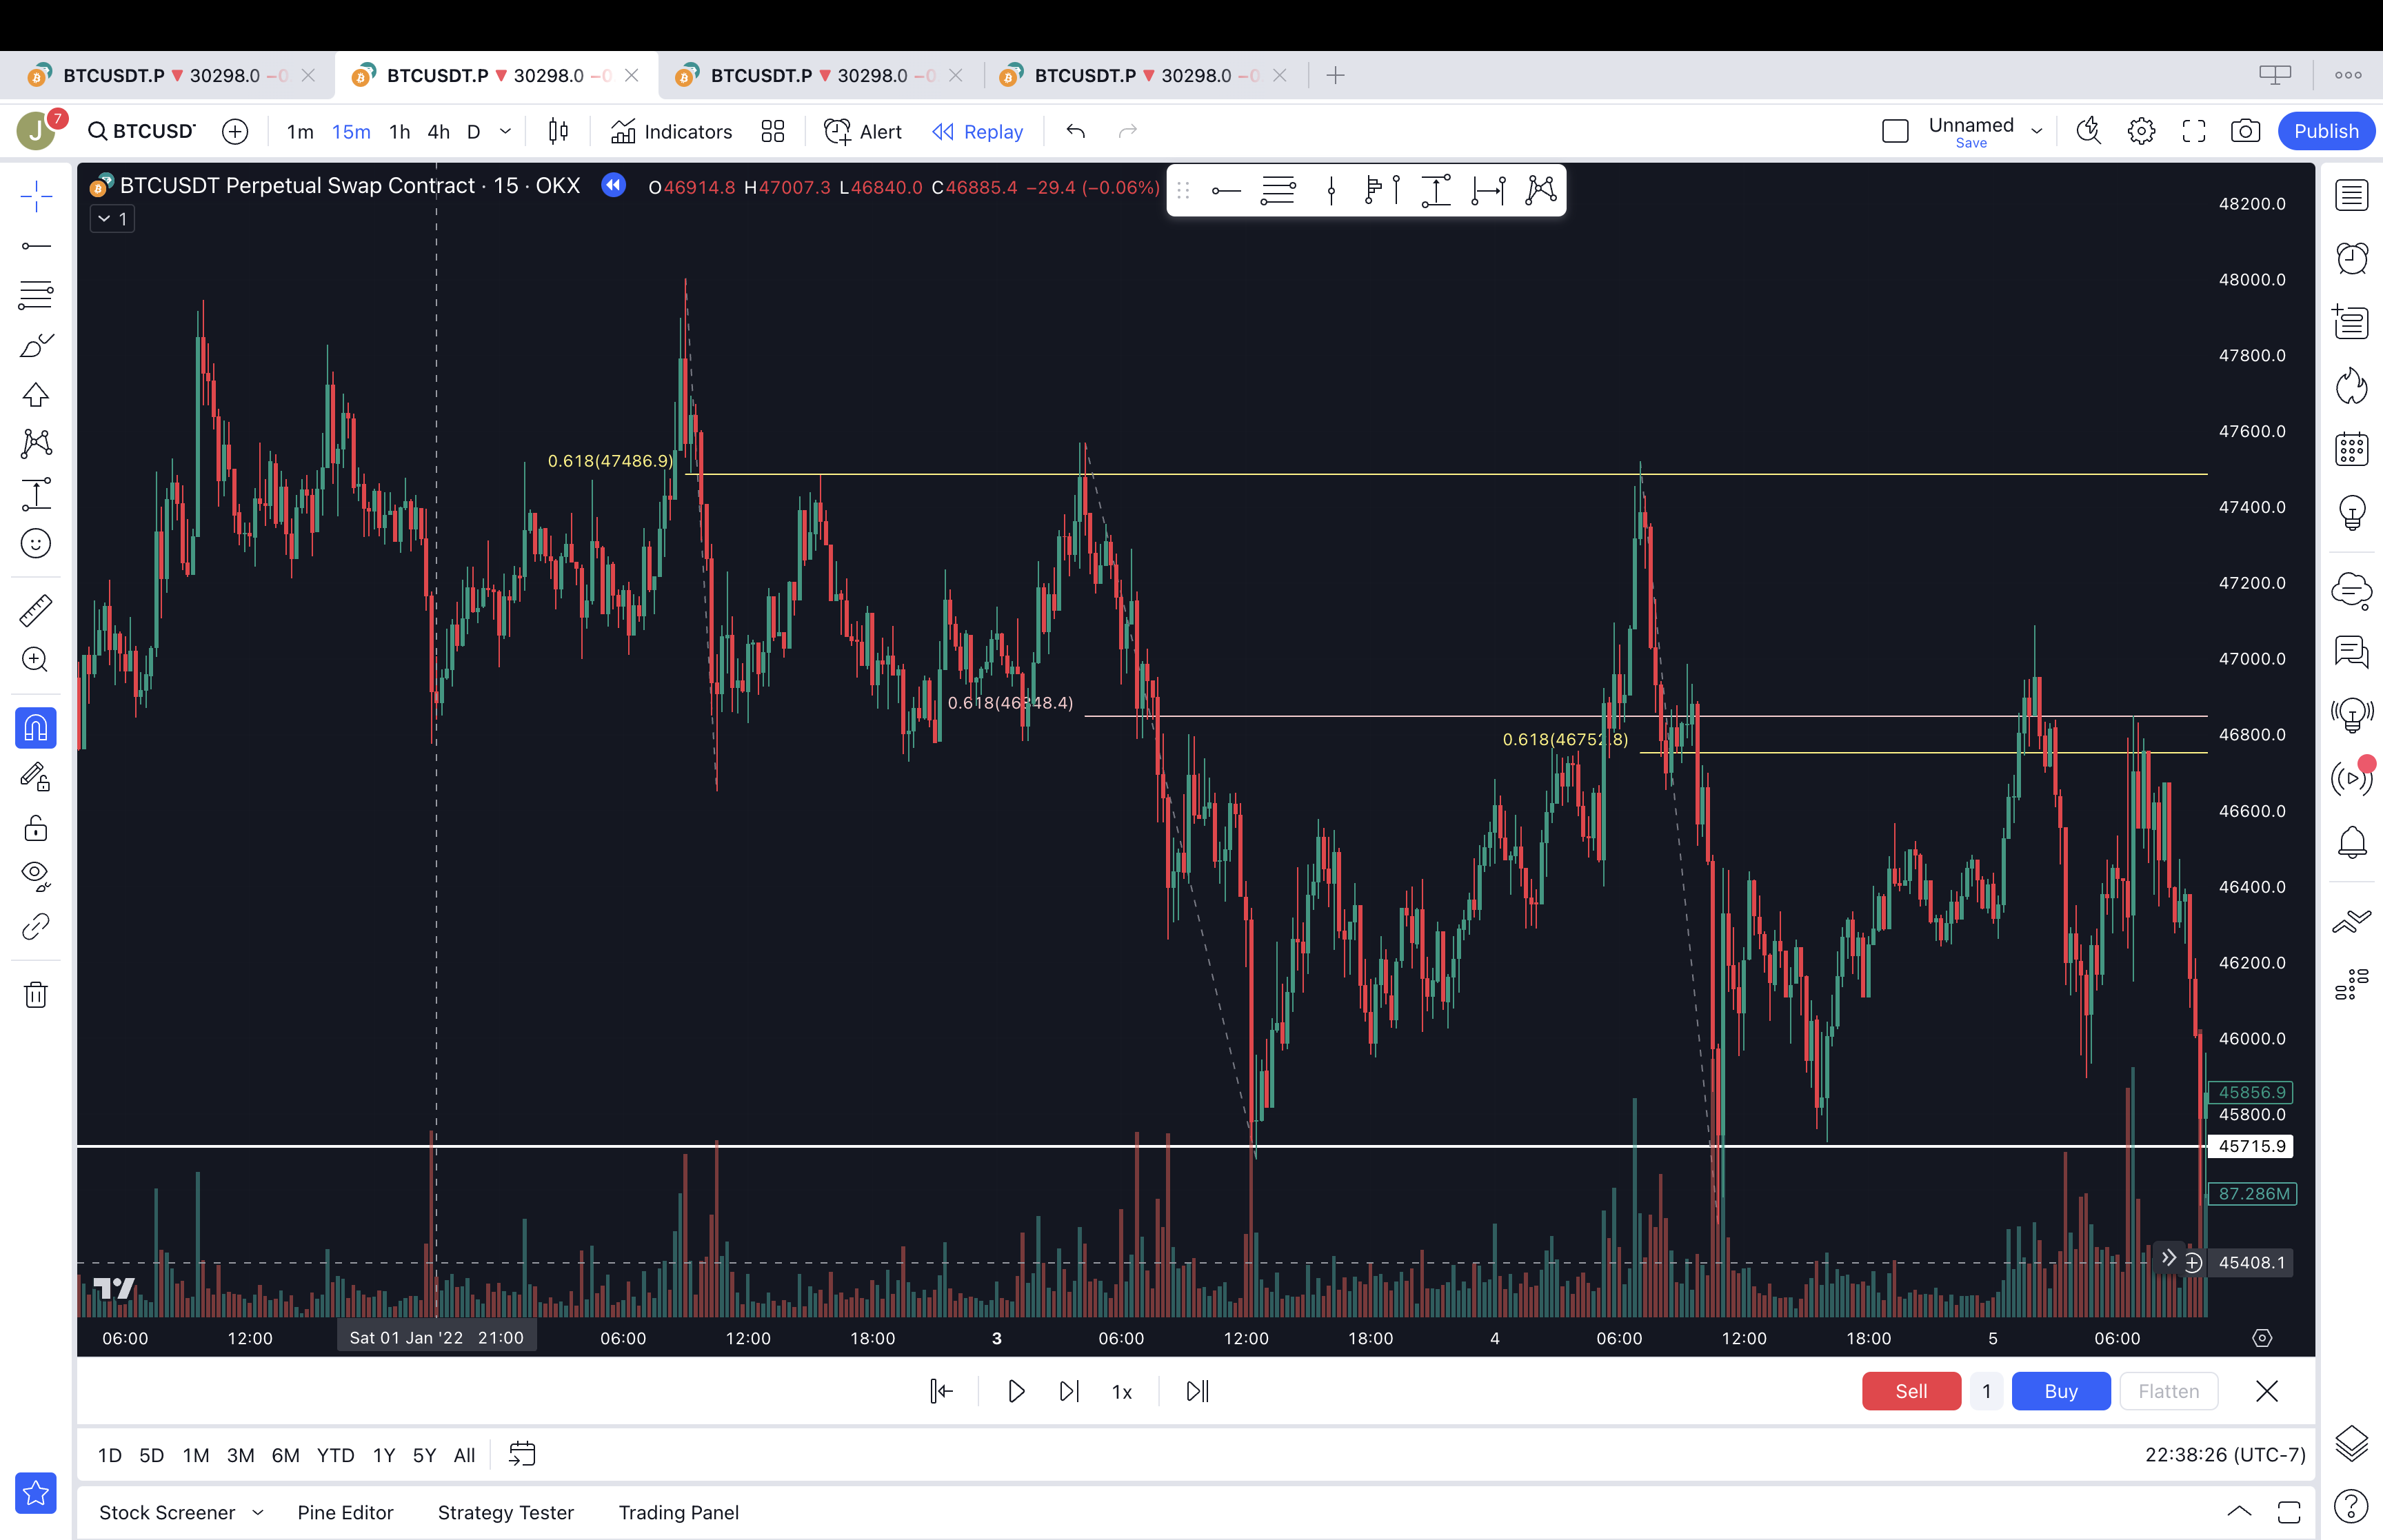 BTCUSDT.P ▼ 30298.0 −0
BTCUSDT.P ▼ 30298.0 −0
BTCUSDT.P ▼ 30298.0 −0
BTCUSDT.P ▼ 30298.0 −0
J 7 BTCUSD 1m 15m 1h 4h D Indicators Alert Replay Unnamed Save Publish
BTCUSDT Perpetual Swap Contract · 15 · OKX O46914.8 H47007.3 L46840.0 C46885.4 −29.4 (−0.06%)
1
48200.0
48000.0
47800.0
47600.0
0.618(47486.9)
47400.0
47200.0
47000.0
0.618(46848.4)
46800.0
0.618(46752.8)
46600.0
46400.0
46200.0
46000.0
45856.9
45800.0
45715.9
87.286M
45408.1
06:00 12:00 Sat 01 Jan '22 21:00 06:00 12:00 18:00 3 06:00 12:00 18:00 4 06:00 12:00 18:00 5 06:00
1x Sell 1 Buy Flatten
1D 5D 1M 3M 6M YTD 1Y 5Y All 22:38:26 (UTC-7)
Stock Screener Pine Editor Strategy Tester Trading Panel